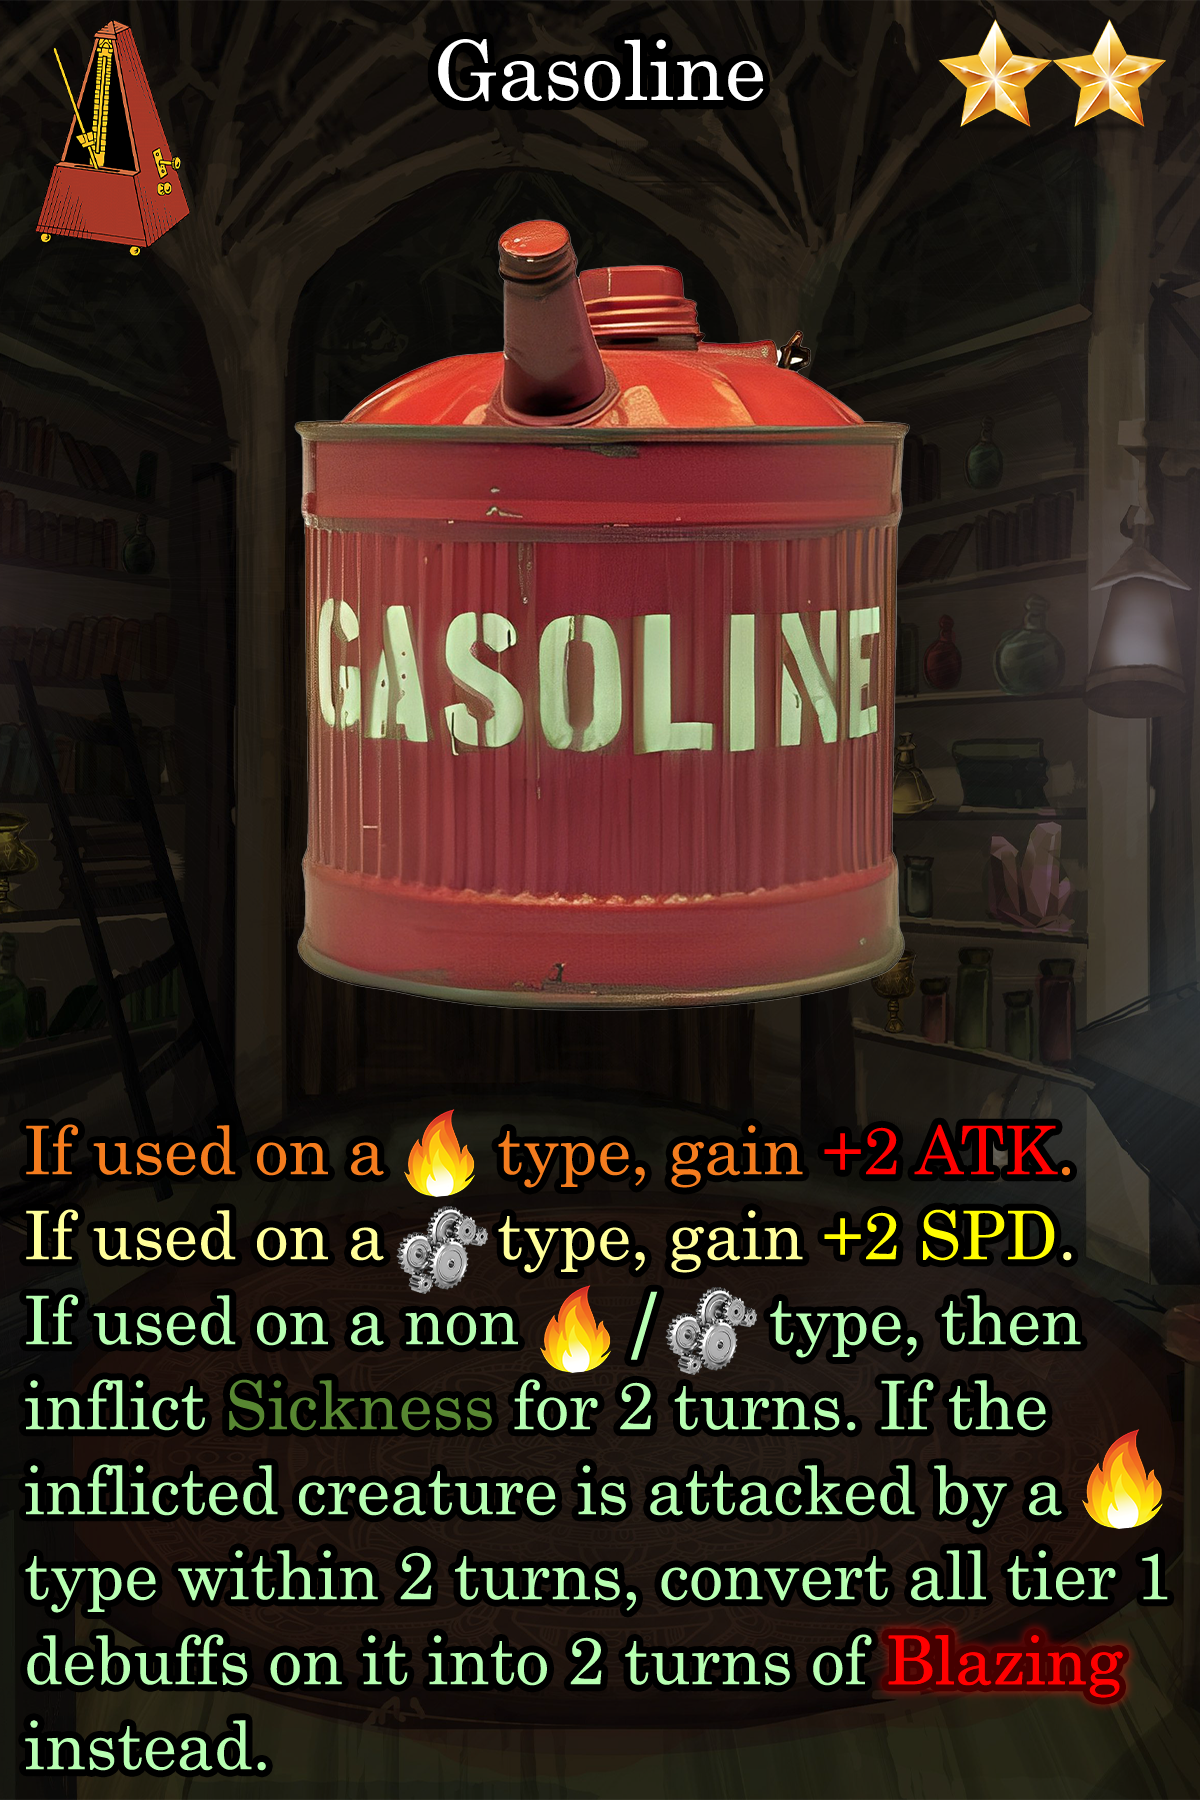 Gasoline
GASOLINE
If used on a 🔥 type, gain +2 ATK.
If used on a ⚙ type, gain +2 SPD.
If used on a non 🔥/⚙ type, then
inflict Sickness for 2 turns. If the
inflicted creature is attacked by a 🔥
type within 2 turns, convert all tier 1
debuffs on it into 2 turns of Blazing
instead.